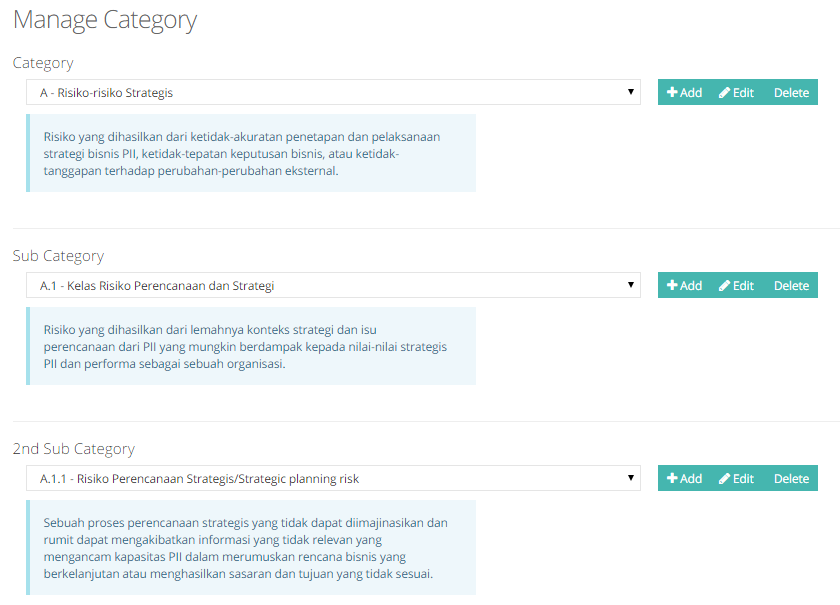 Manage Category
Category
A - Risiko-risiko Strategis
Add Edit Delete
Risiko yang dihasilkan dari ketidak-akuratan penetapan dan pelaksanaan
strategi bisnis PII, ketidak-tepatan keputusan bisnis, atau ketidak-
tanggapan terhadap perubahan-perubahan eksternal.
Sub Category
A.1 - Kelas Risiko Perencanaan dan Strategi
Add Edit Delete
Risiko yang dihasilkan dari lemahnya konteks strategi dan isu
perencanaan dari PII yang mungkin berdampak kepada nilai-nilai strategis
PII dan performa sebagai sebuah organisasi.
2nd Sub Category
A.1.1 - Risiko Perencanaan Strategis/Strategic planning risk
Add Edit Delete
Sebuah proses perencanaan strategis yang tidak dapat diimajinasikan dan
rumit dapat mengakibatkan informasi yang tidak relevan yang
mengancam kapasitas PII dalam merumuskan rencana bisnis yang
berkelanjutan atau menghasilkan sasaran dan tujuan yang tidak sesuai.